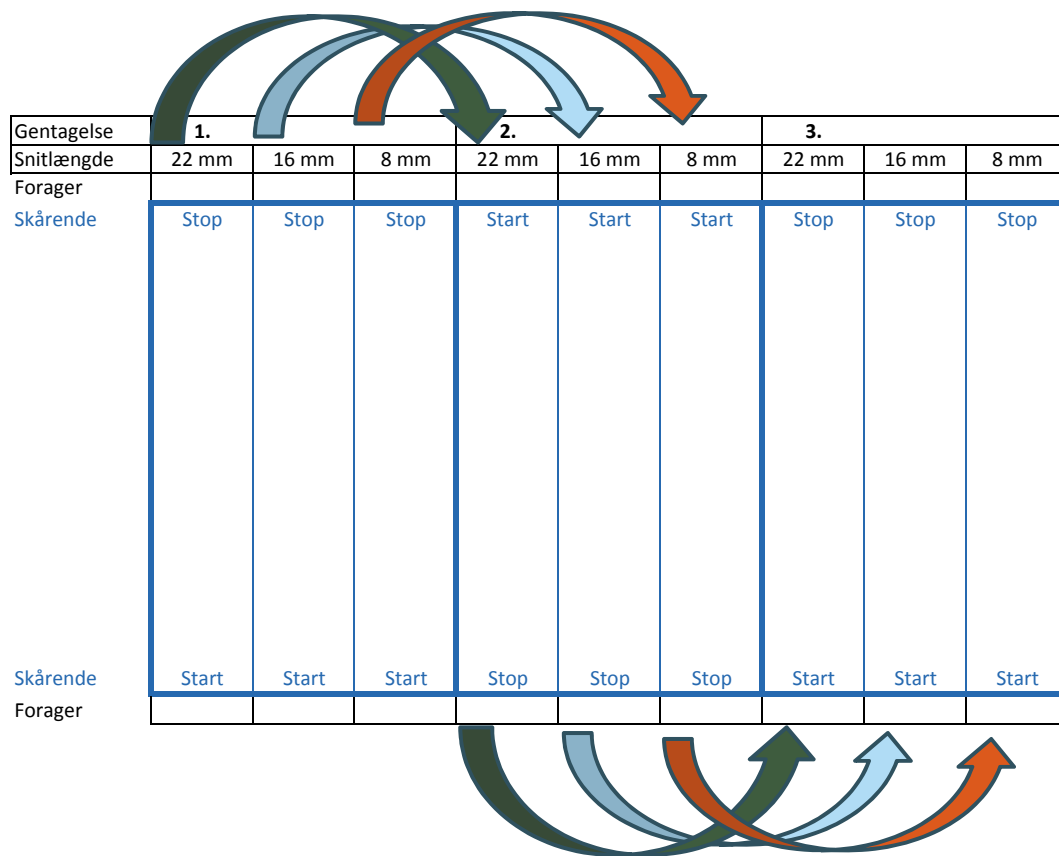 Gentagelse 1. 2. 3.
Snitlængde 22 mm 16 mm 8 mm 22 mm 16 mm 8 mm 22 mm 16 mm 8 mm
Forager
Skårende Stop Stop Stop Start Start Start Stop Stop Stop
Skårende Start Start Start Stop Stop Stop Start Start Start
Forager